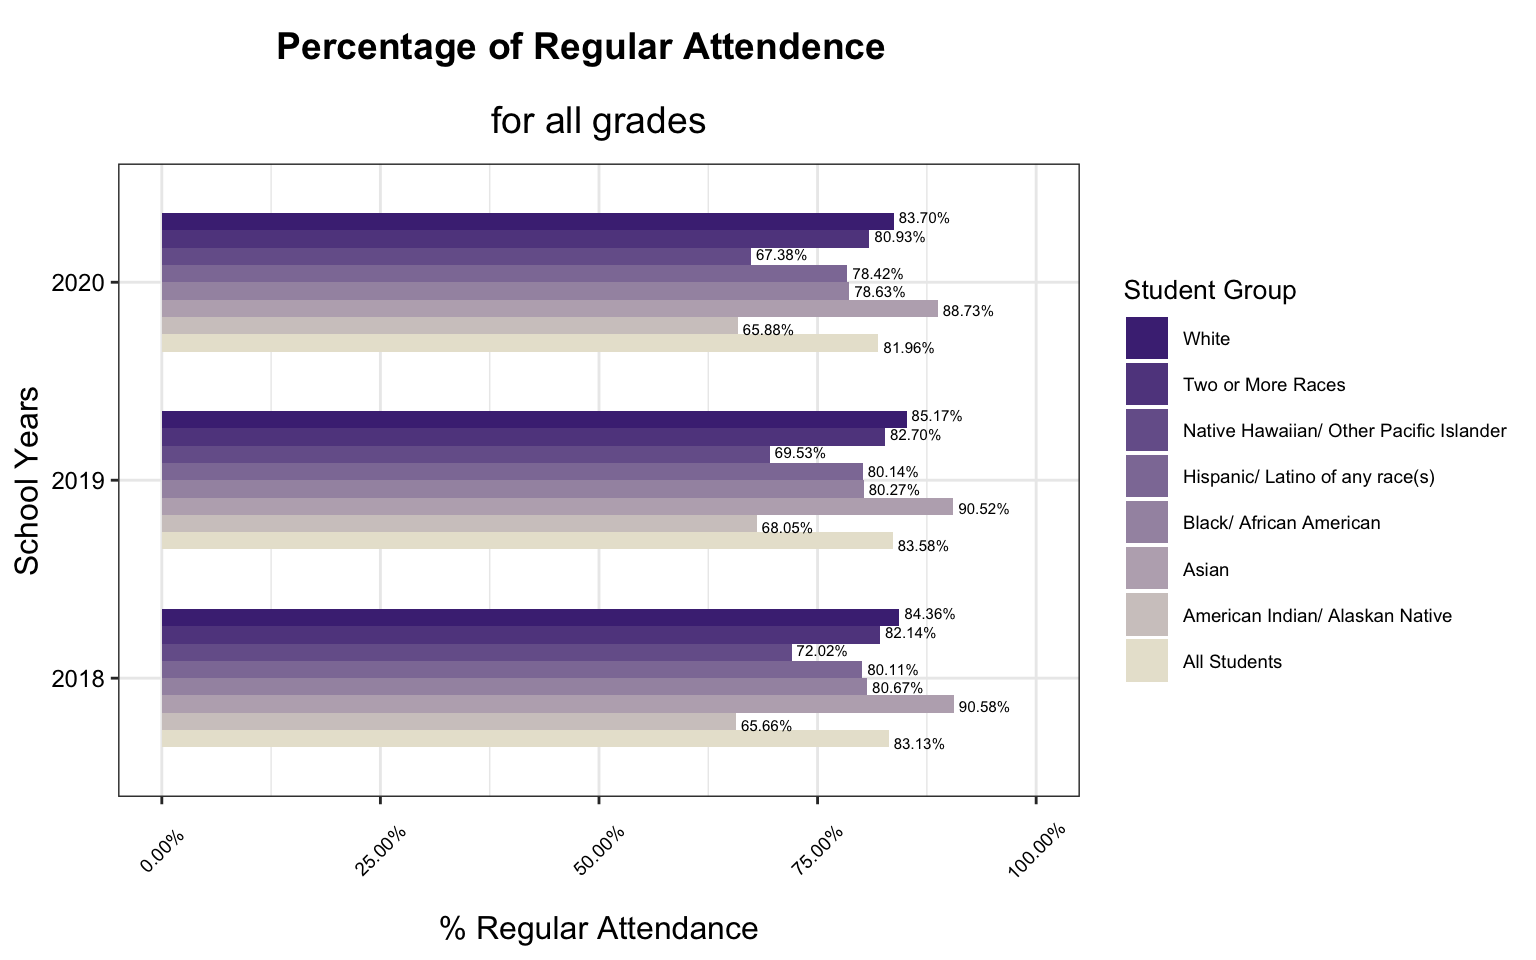 Percentage of Regular Attendence
for all grades
School Years
2020
83.70%
80.93%
67.38%
78.42%
78.63%
88.73%
65.88%
81.96%
2019
85.17%
82.70%
69.53%
80.14%
80.27%
90.52%
68.05%
83.58%
2018
84.36%
82.14%
72.02%
80.11%
80.67%
90.58%
65.66%
83.13%
0.00% 25.00% 50.00% 75.00% 100.00%
% Regular Attendance
Student Group
White
Two or More Races
Native Hawaiian/ Other Pacific Islander
Hispanic/ Latino of any race(s)
Black/ African American
Asian
American Indian/ Alaskan Native
All Students